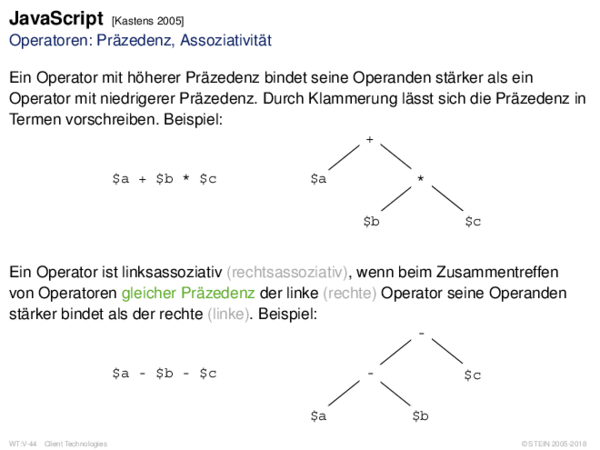 JavaScript [Kastens 2005]
Operatoren: Präzedenz, Assoziativität
Ein Operator mit höherer Präzedenz bindet seine Operanden stärker als ein
Operator mit niedrigerer Präzedenz. Durch Klammerung lässt sich die Präzedenz in
Termen vorschreiben. Beispiel:
+
$a + $b * $c
$a
*
$b
$c
Ein Operator ist linksassoziativ (rechtsassoziativ), wenn beim Zusammentreffen
von Operatoren gleicher Präzedenz der linke (rechte) Operator seine Operanden
stärker bindet als der rechte (linke). Beispiel:
-
$a - $b - $c
-
$c
$a
$b
WT:V-44 Client Technologies
© STEIN 2005-2018